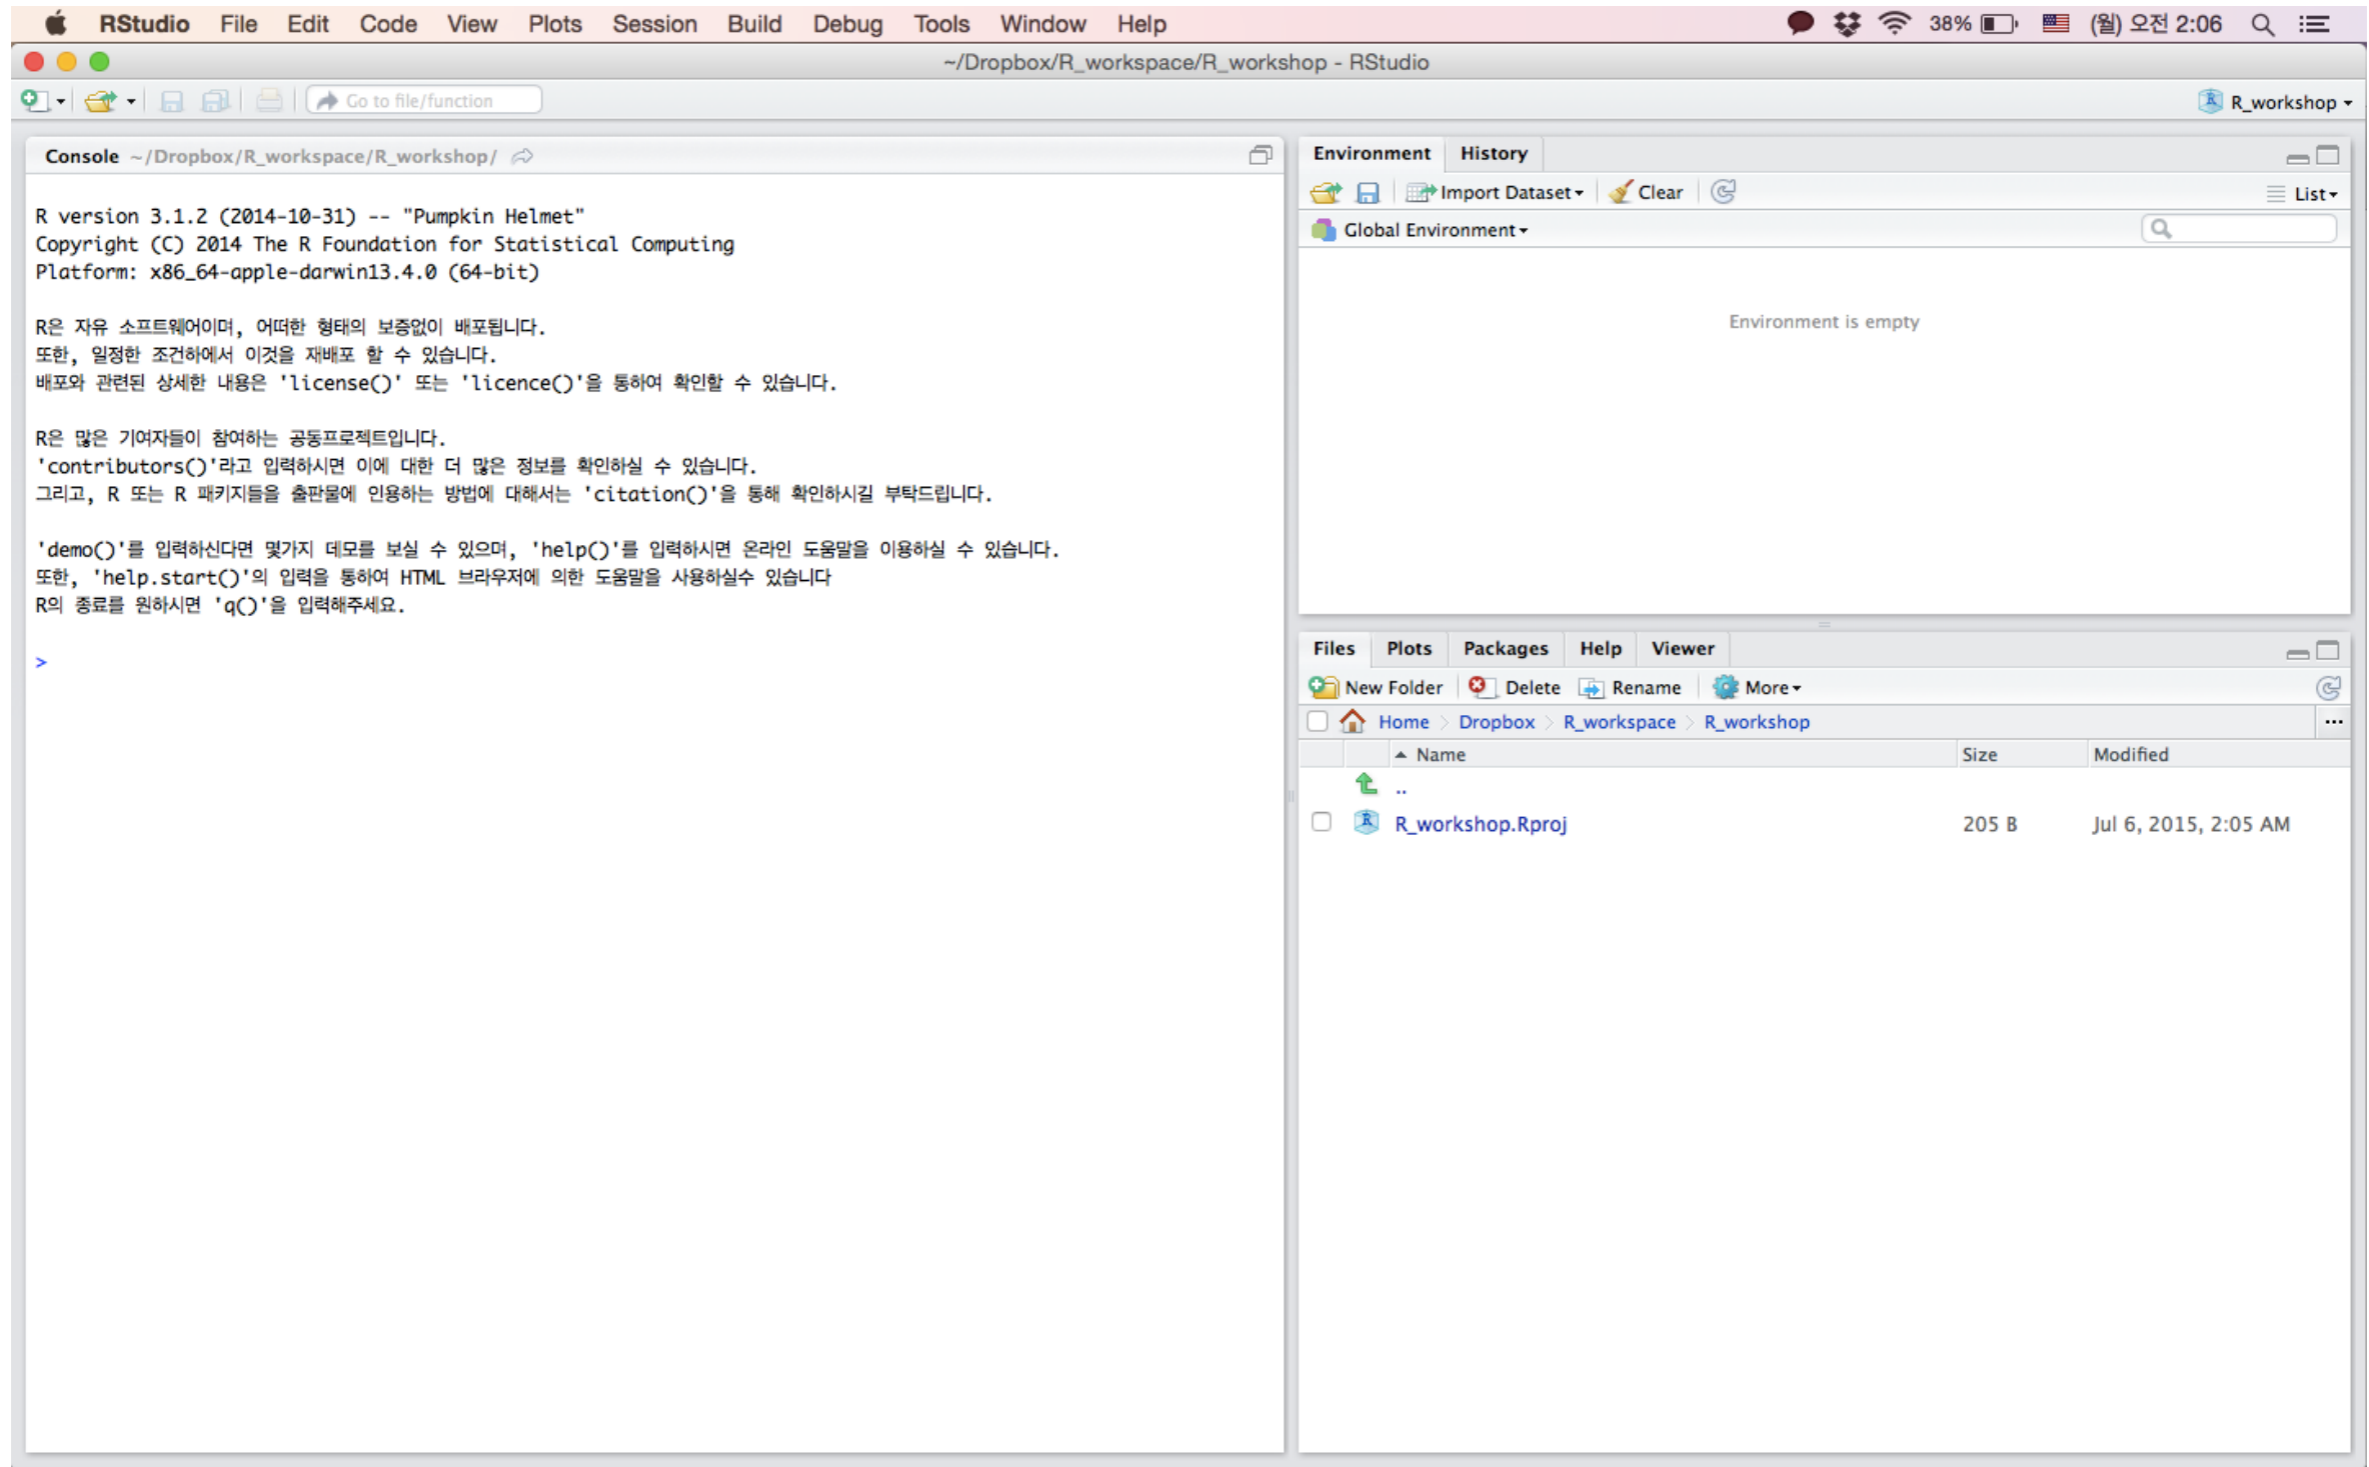 RStudio File Edit Code View Plots Session Build Debug Tools Window Help 38% (월) 오전 2:06
~/Dropbox/R_workspace/R_workshop - RStudio
Go to file/function R_workshop
Console ~/Dropbox/R_workspace/R_workshop/
R version 3.1.2 (2014-10-31) -- "Pumpkin Helmet"
Copyright (C) 2014 The R Foundation for Statistical Computing
Platform: x86_64-apple-darwin13.4.0 (64-bit)
R은 자유 소프트웨어이며, 어떠한 형태의 보증없이 배포됩니다.
또한, 일정한 조건하에서 이것을 재배포 할 수 있습니다.
배포와 관련된 상세한 내용은 'license()' 또는 'licence()'을 통하여 확인할 수 있습니다.
R은 많은 기여자들이 참여하는 공동프로젝트입니다.
'contributors()'라고 입력하시면 이에 대한 더 많은 정보를 확인하실 수 있습니다.
그리고, R 또는 R 패키지들을 출판물에 인용하는 방법에 대해서는 'citation()'을 통해 확인하시길 부탁드립니다.
'demo()'를 입력하신다면 몇가지 데모를 보실 수 있으며, 'help()'를 입력하시면 온라인 도움말을 이용하실 수 있습니다.
또한, 'help.start()'의 입력을 통하여 HTML 브라우저에 의한 도움말을 사용하실수 있습니다
R의 종료를 원하시면 'q()'을 입력해주세요.
>
Environment History
Import Dataset Clear List
Global Environment
Environment is empty
Files Plots Packages Help Viewer
New Folder Delete Rename More
Home Dropbox R_workspace R_workshop ...
Name Size Modified
..
R_workshop.Rproj 205 B Jul 6, 2015, 2:05 AM